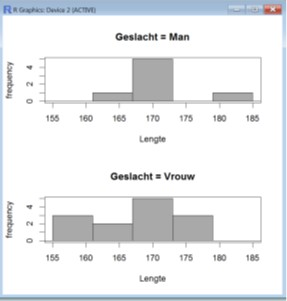 R Graphics: Device 2 (ACTIVE)
Geslacht = Man
frequency
0 2 4
155 160 165 170 175 180 185
Lengte
Geslacht = Vrouw
frequency
0 2 4
155 160 165 170 175 180 185
Lengte